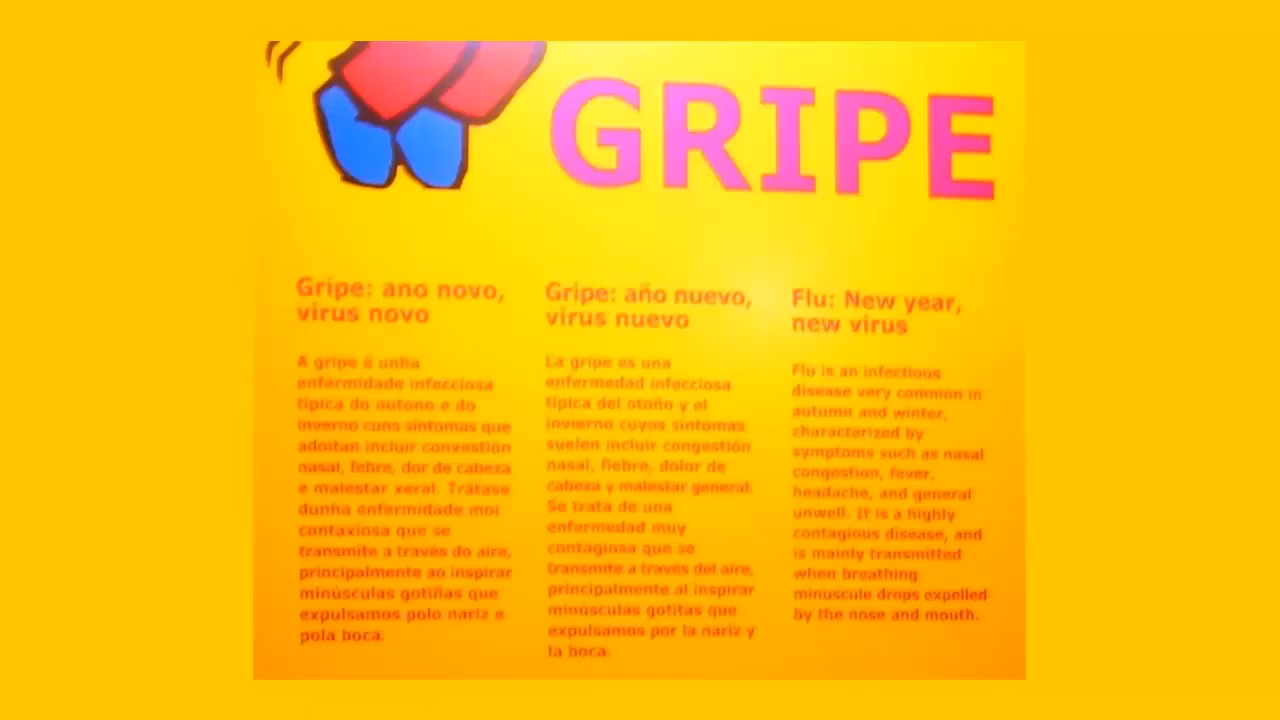 GRIPE
Gripe: ano novo,
virus novo
A gripe é unha
enfermidade infecciosa
típica do outono e do
inverno cuns síntomas que
adoitan incluir conxestión
nasal, febre, dor de cabeza
e malestar xeral. Trátase
dunha enfermidade moi
contaxiosa que se
transmite a través do aire,
principalmente ao inspirar
minúsculas gotiñas que
expulsamos polo nariz e
pola boca.
Gripe: año nuevo,
virus nuevo
La gripe es una
enfermedad infecciosa
típica del otoño y el
invierno cuyos síntomas
suelen incluir congestión
nasal, fiebre, dolor de
cabeza y malestar general.
Se trata de una
enfermedad muy
contagiosa que se
transmite a través del aire,
principalmente al inspirar
minúsculas gotitas que
expulsamos por la nariz y
la boca.
Flu: New year,
new virus
Flu is an infectious
disease very common in
autumn and winter,
characterized by
symptoms such as nasal
congestion, fever,
headache, and general
unwell. It is a highly
contagious disease, and
is mainly transmitted
when breathing
minuscule drops expelled
by the nose and mouth.